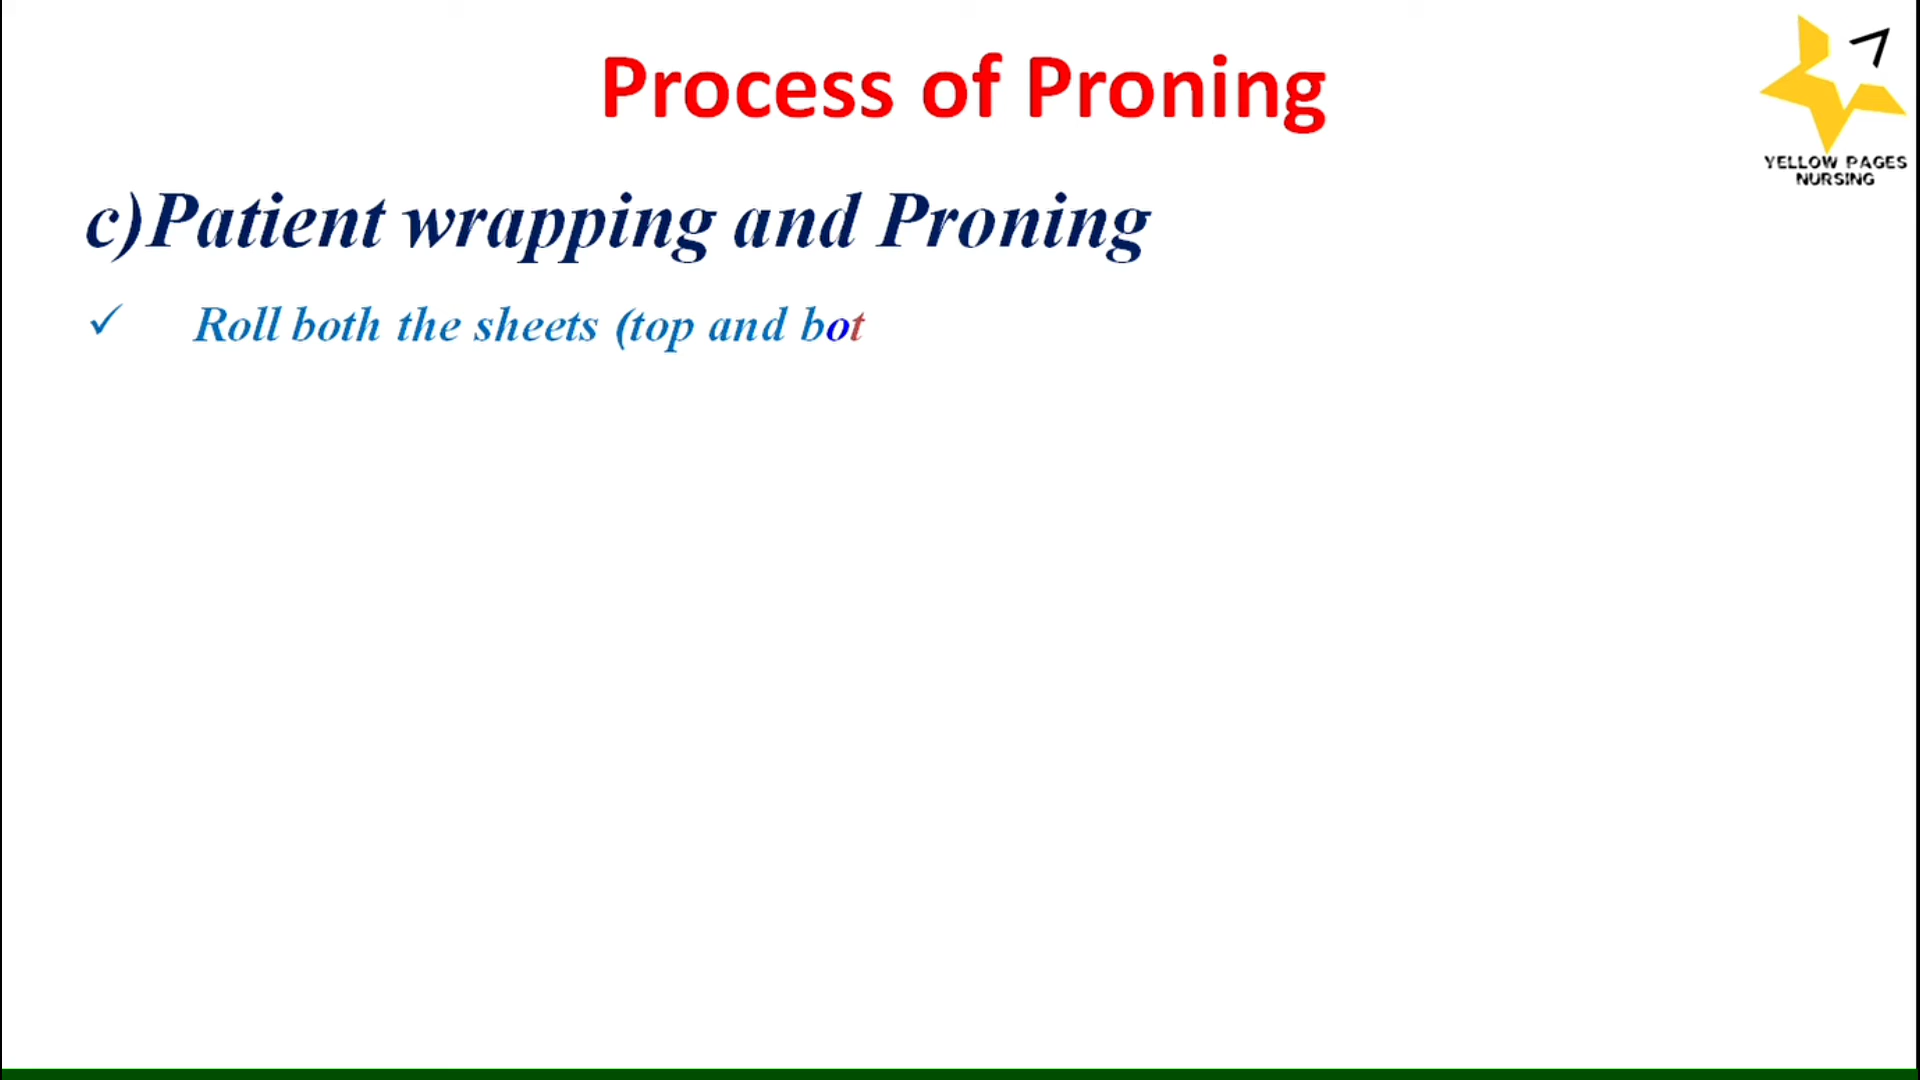 Process of Proning
YELLOW PAGES
NURSING
c)Patient wrapping and Proning
✓ Roll both the sheets (top and bot